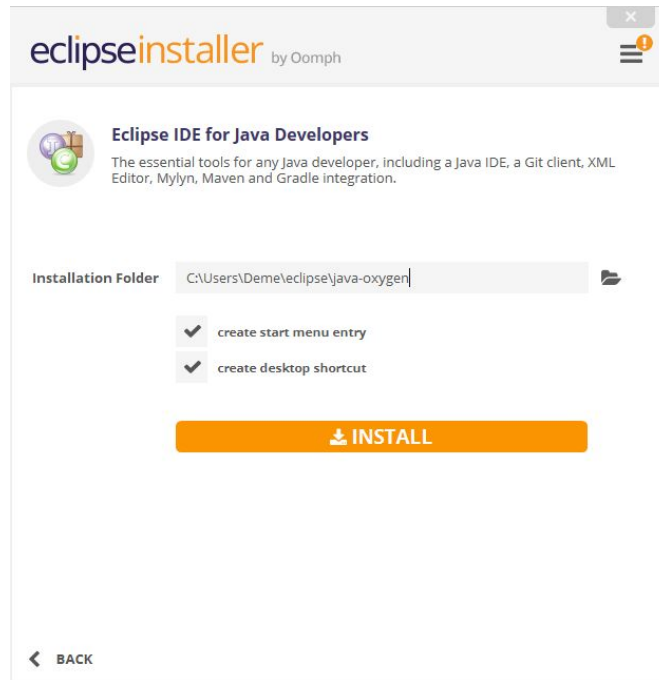 eclipseinstaller by Oomph
Eclipse IDE for Java Developers
The essential tools for any Java developer, including a Java IDE, a Git client, XML
Editor, Mylyn, Maven and Gradle integration.
Installation Folder C:\Users\Deme\eclipse\java-oxygen
create start menu entry
create desktop shortcut
INSTALL
BACK